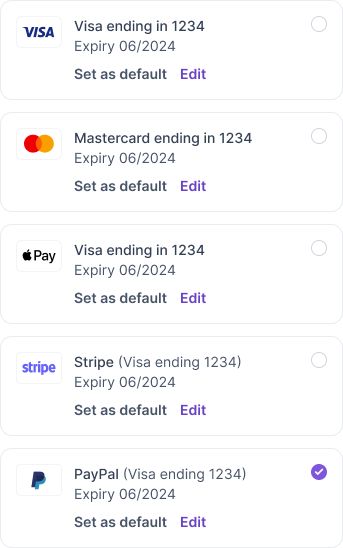 VISA
Visa ending in 1234
Expiry 06/2024
Set as default Edit
Mastercard ending in 1234
Expiry 06/2024
Set as default Edit
Pay
Visa ending in 1234
Expiry 06/2024
Set as default Edit
stripe
Stripe (Visa ending 1234)
Expiry 06/2024
Set as default Edit
PayPal (Visa ending 1234)
Expiry 06/2024
Set as default Edit